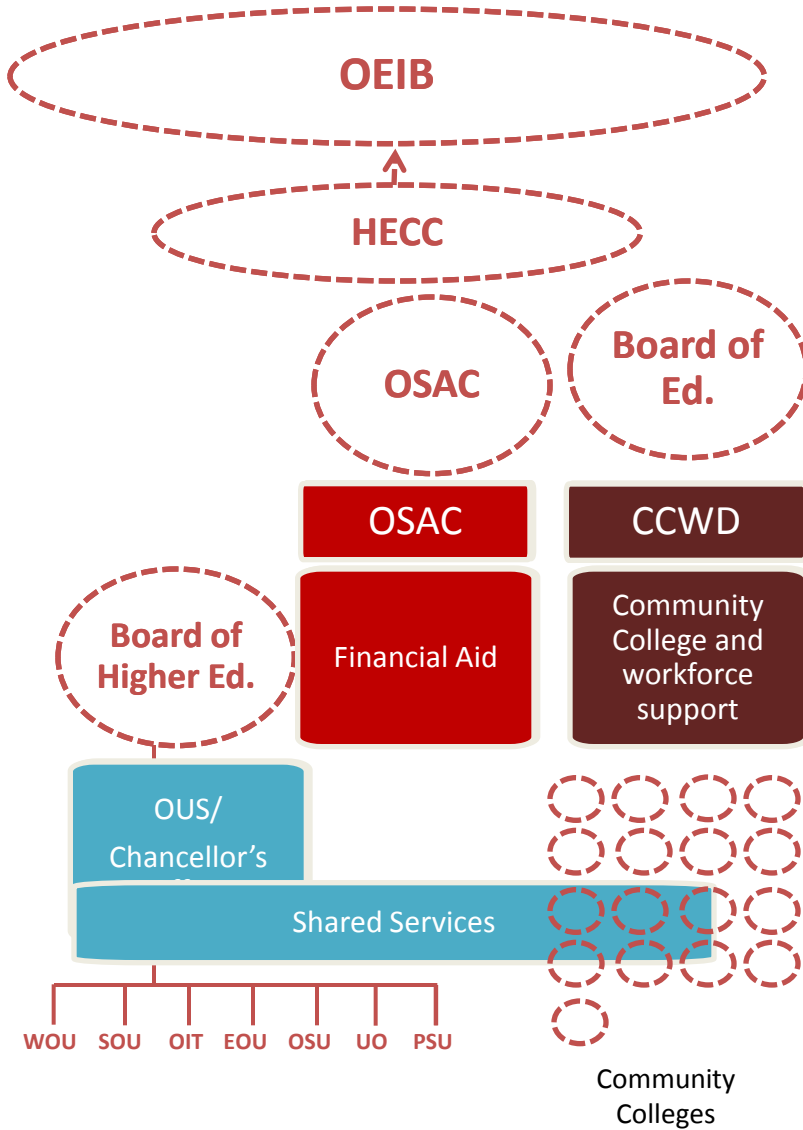 OEIB
HECC
OSAC
Board of
Ed.
OSAC
CCWD
Board of
Higher Ed.
Financial Aid
Community
College and
workforce
support
OUS/
Chancellor's
Shared Services
WOU SOU OIT EOU OSU UO PSU
Community
Colleges